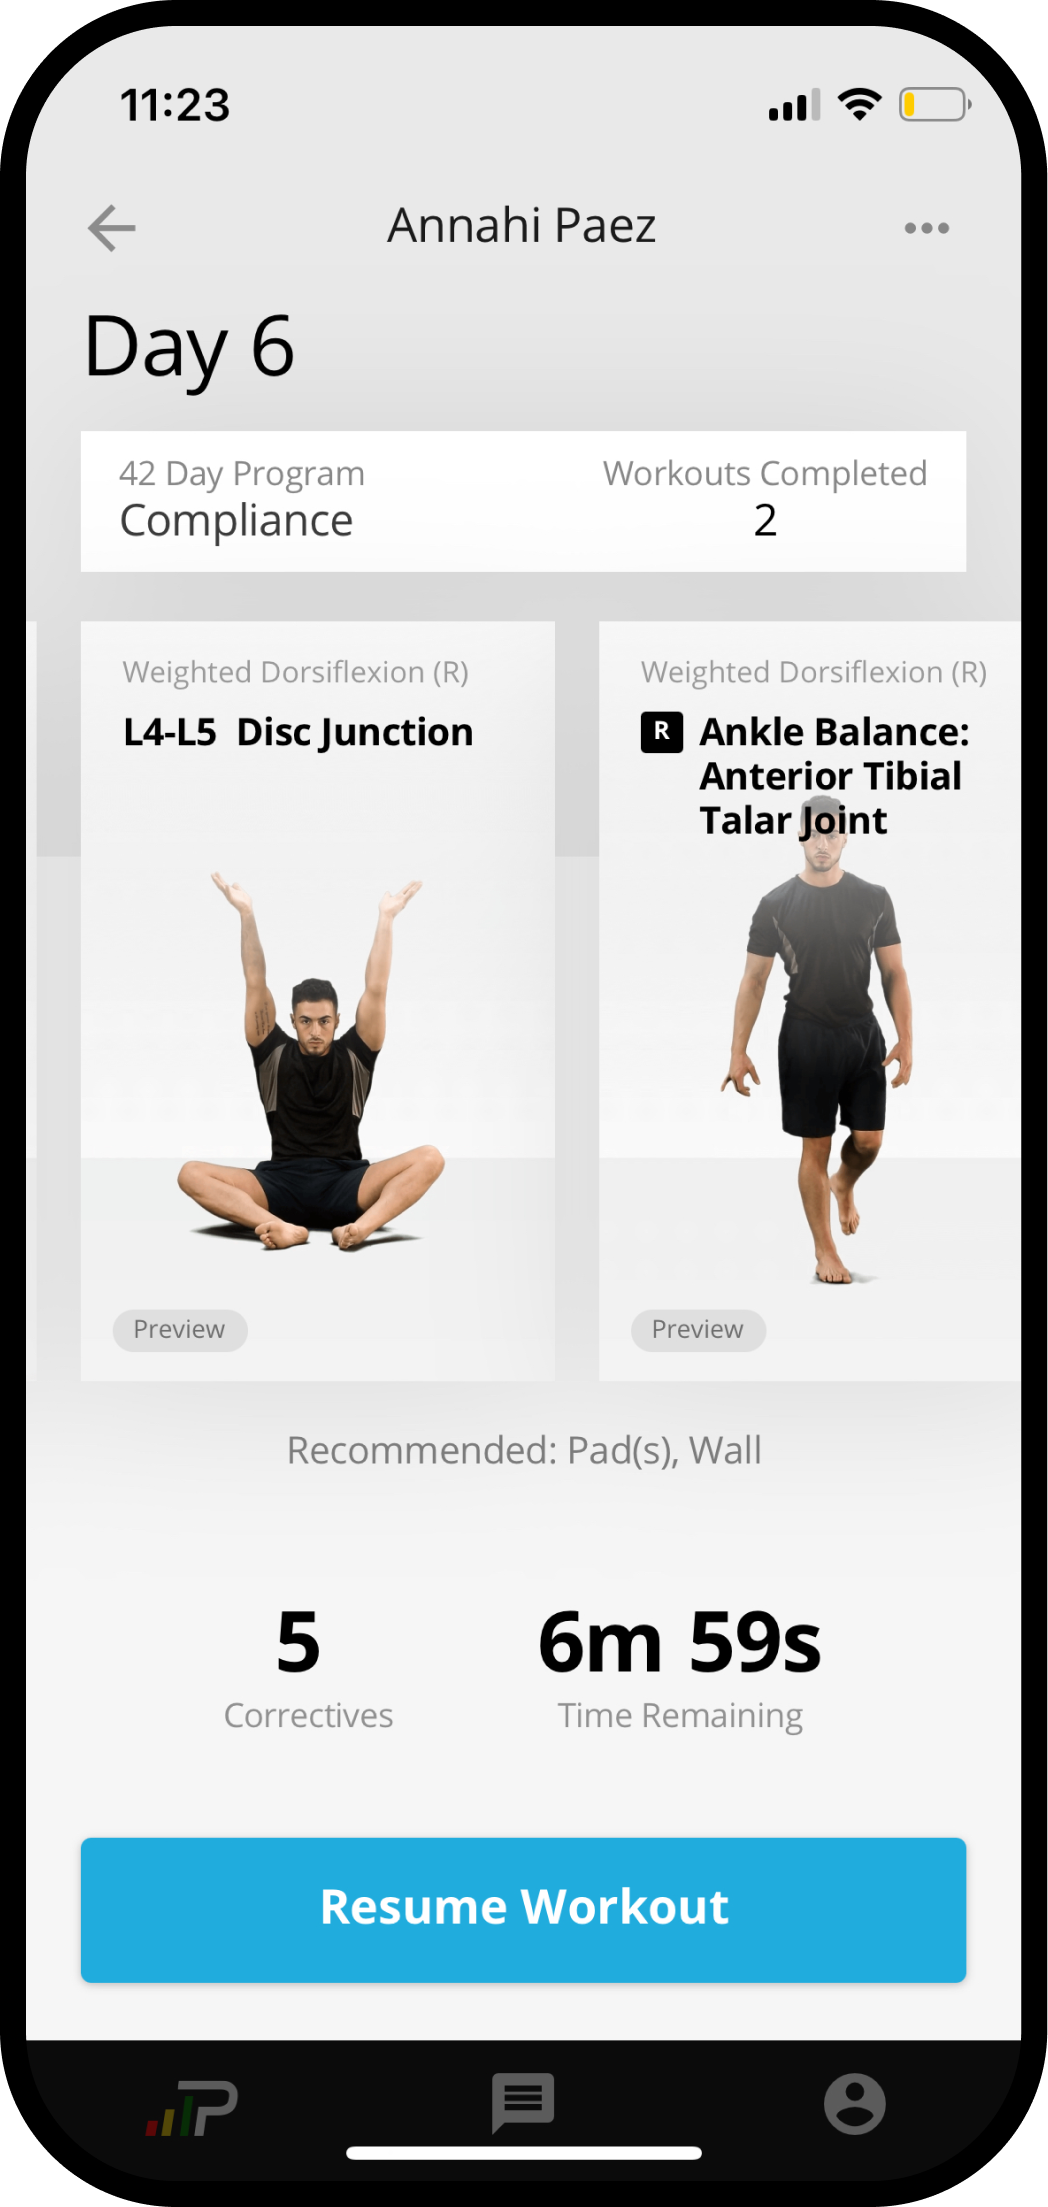 11:23
Annahi Paez
Day 6
42 Day Program
Compliance
Workouts Completed
2
Weighted Dorsiflexion (R)
L4-L5  Disc Junction
Preview
Weighted Dorsiflexion (R)
R
Ankle Balance:
Anterior Tibial
Talar Joint
Preview
Recommended: Pad(s), Wall
5
Correctives
6m 59s
Time Remaining
Resume Workout
P